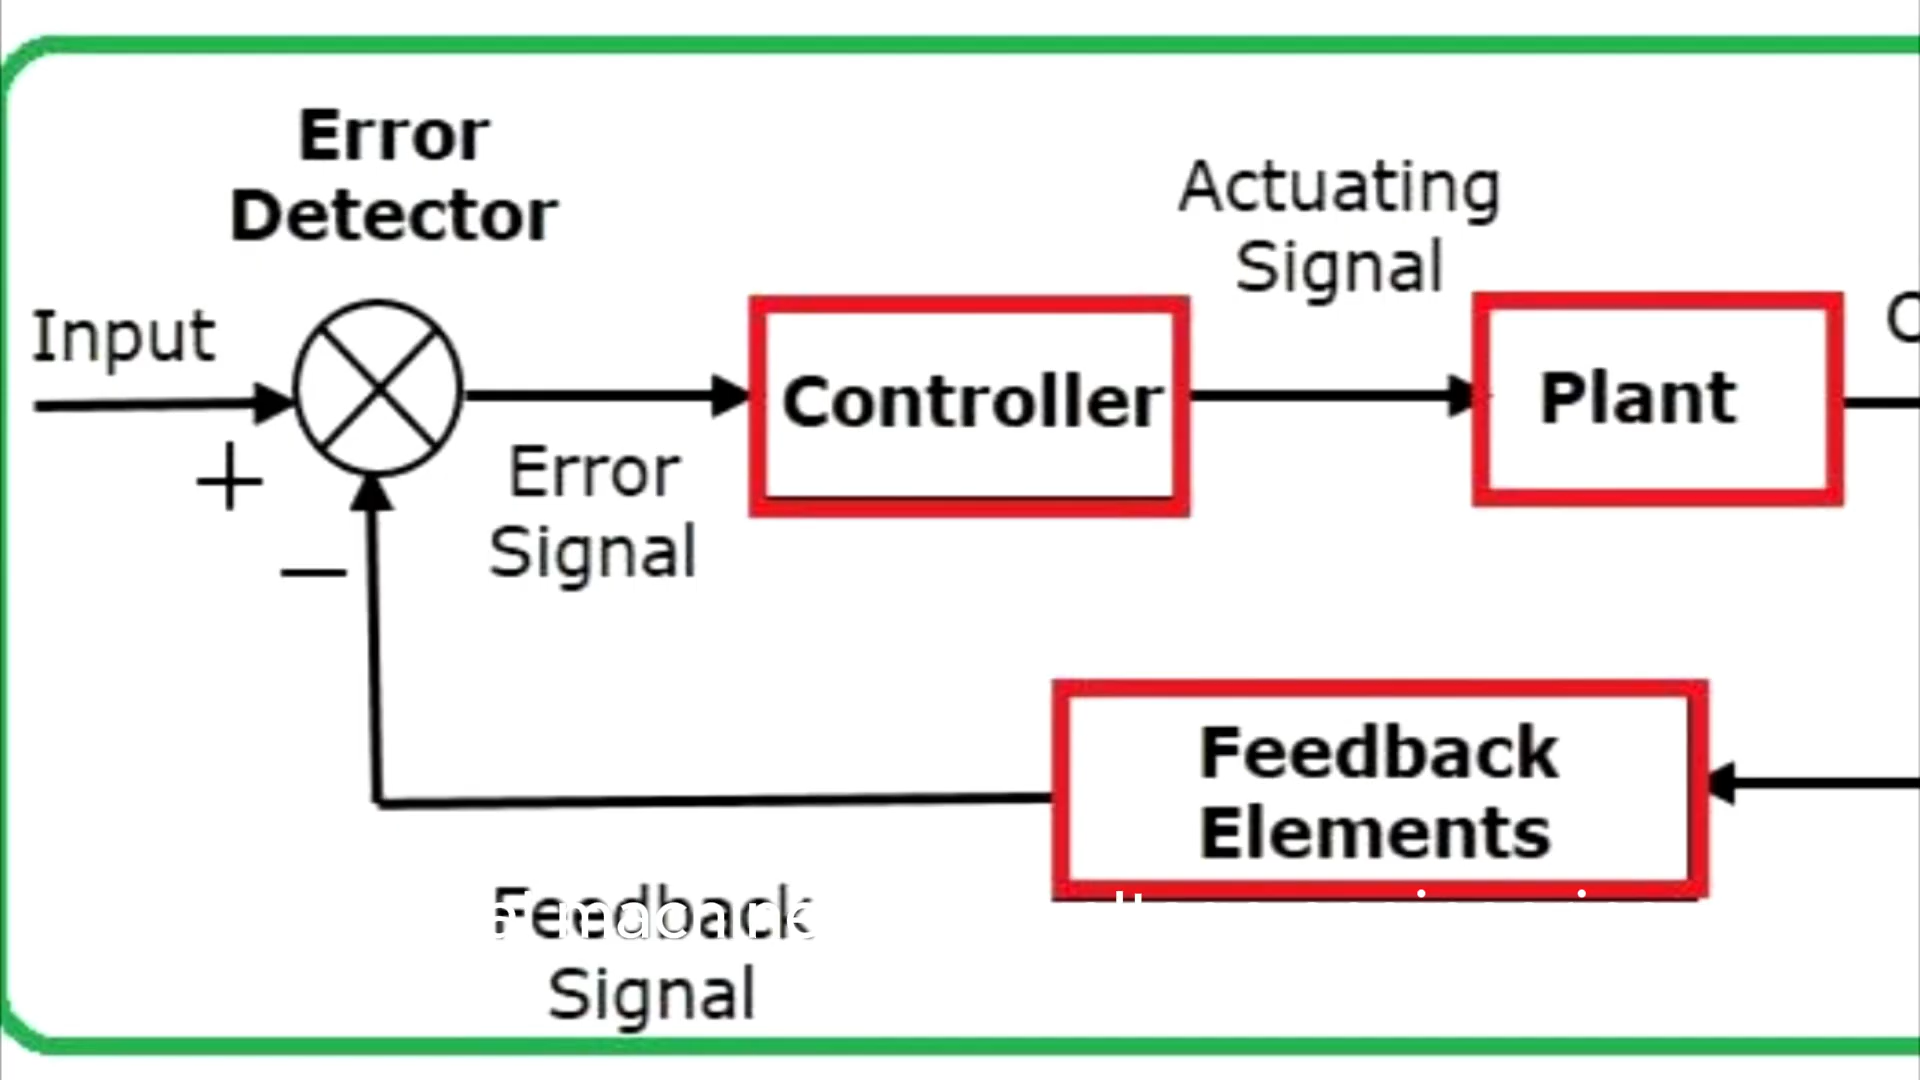 Error
Detector
Actuating
Signal
Input
+
Controller
Plant
Error
Signal
−
Feedback
Elements
Feedback
Signal